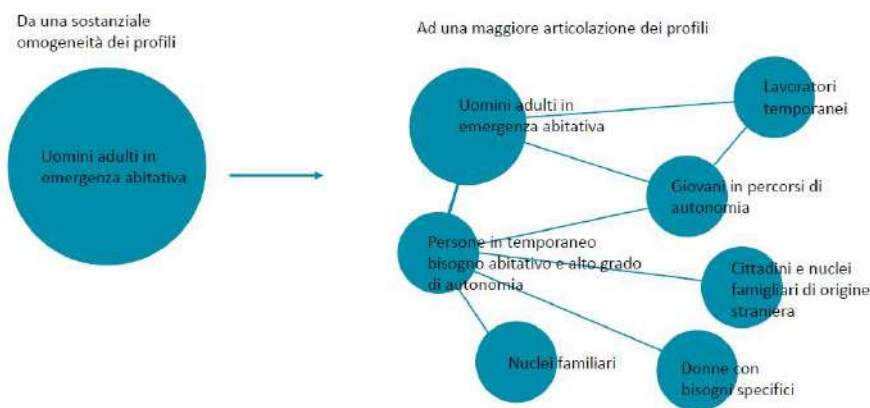 Da una sostanziale
omogeneità dei profili
Uomini adulti in
emergenza abitativa
Ad una maggiore articolazione dei profili
Uomini adulti in
emergenza abitativa
Lavoratori
temporanei
Giovani in percorsi di
autonomia
Persone in temporaneo
bisogno abitativo e alto grado
di autonomia
Cittadini e nuclei
famigliari di origine
straniera
Nuclei familiari
Donne con
bisogni specifici